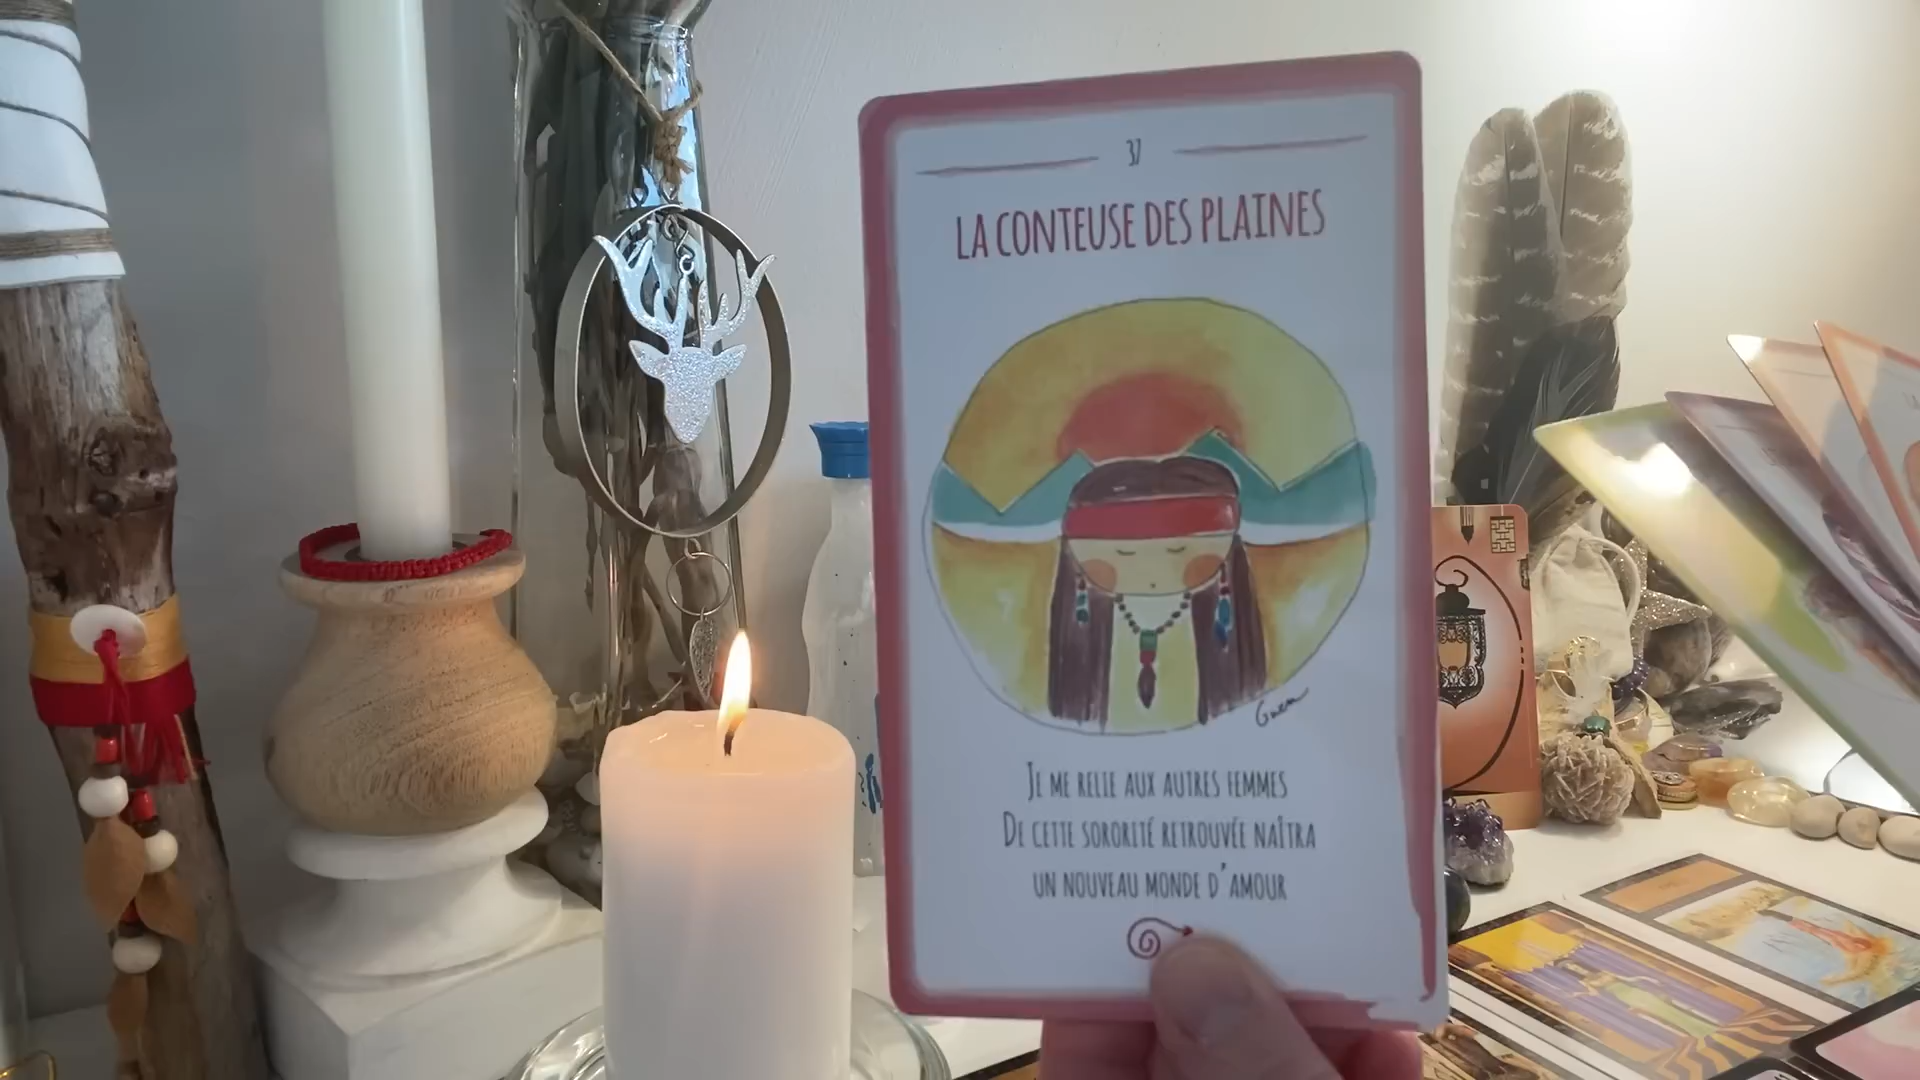 37
LA CONTEUSE DES PLAINES
Gwen
JE ME RELIE AUX AUTRES FEMMES
DE CETTE SORORITÉ RETROUVÉE NAÎTRA
UN NOUVEAU MONDE D'AMOUR